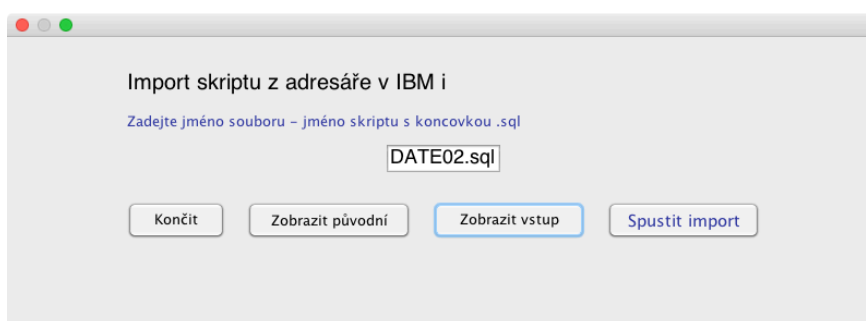 Import skriptu z adresáře v IBM i
Zadejte jméno souboru – jméno skriptu s koncovkou .sql
DATE02.sql
Končit Zobrazit původní Zobrazit vstup Spustit import